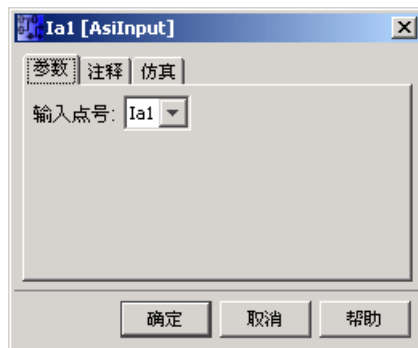 Ia1 [AsiInput]
参数 注释 仿真
输入点号: Ia1
确定 取消 帮助